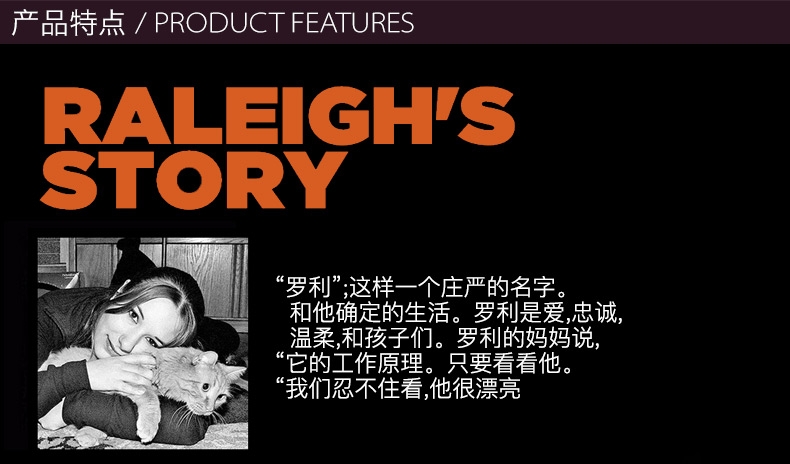 产品特点 / PRODUCT FEATURES
RALEIGH'S
STORY
“罗利”;这样一个庄严的名字。
和他确定的生活。罗利是爱,忠诚,
温柔,和孩子们。罗利的妈妈说,
“它的工作原理。只要看看他。
“我们忍不住看,他很漂亮